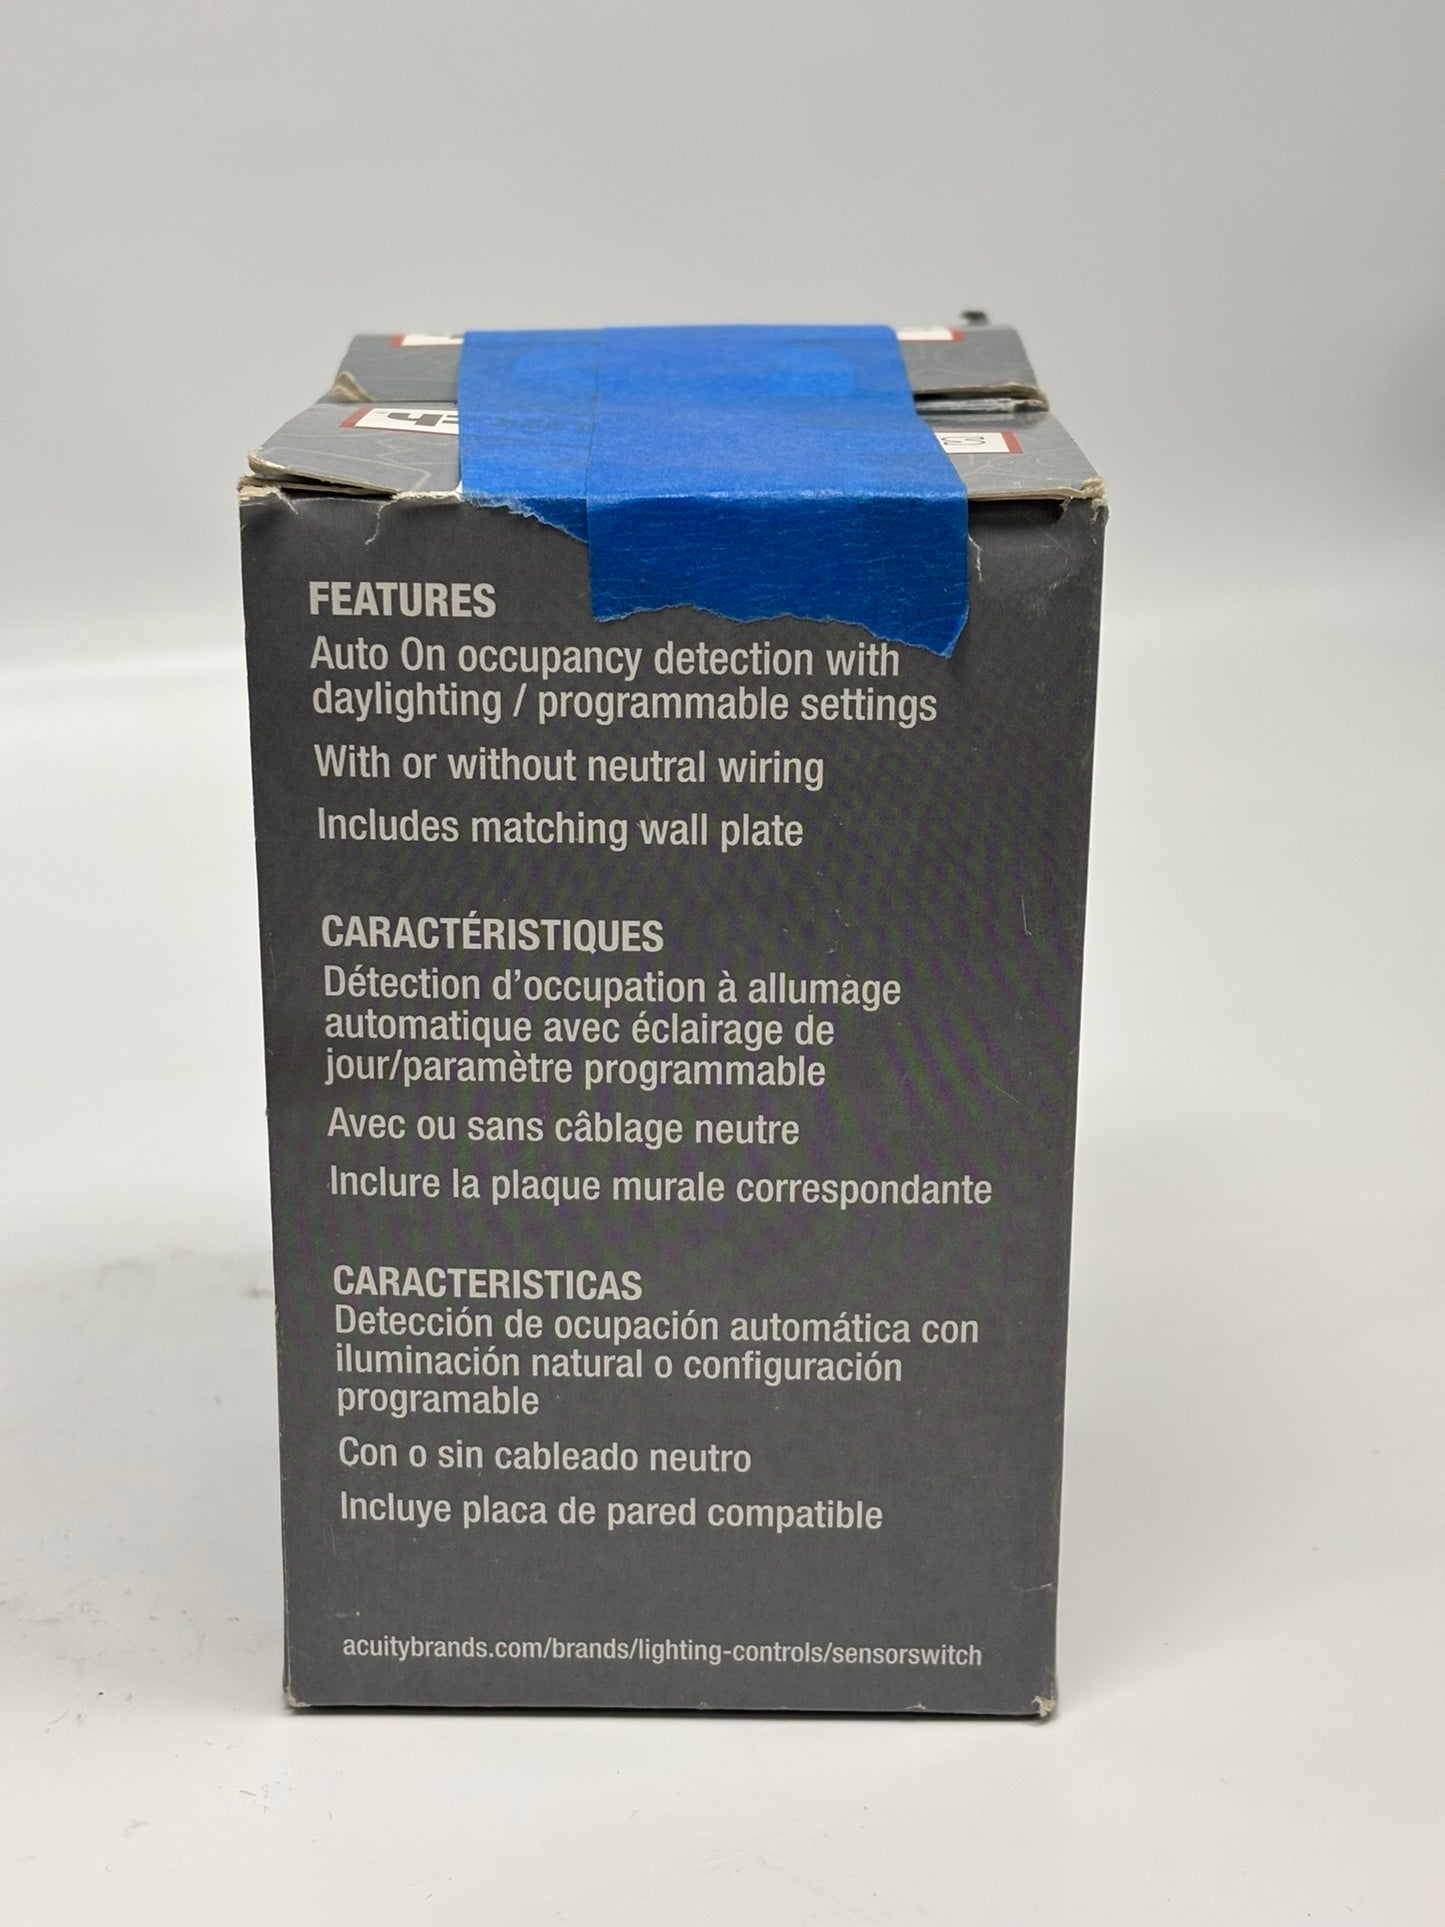 FEATURES
Auto On occupancy detection with
daylighting / programmable settings
With or without neutral wiring
Includes matching wall plate
CARACTÉRISTIQUES
Détection d'occupation à allumage
automatique avec éclairage de
jour/paramètre programmable
Avec ou sans câblage neutre
Inclure la plaque murale correspondante
CARACTERISTICAS
Detección de ocupación automática con
iluminación natural o configuración
programable
Con o sin cableado neutro
Incluye placa de pared compatible
acuitybrands.com/brands/lighting-controls/sensorswitch